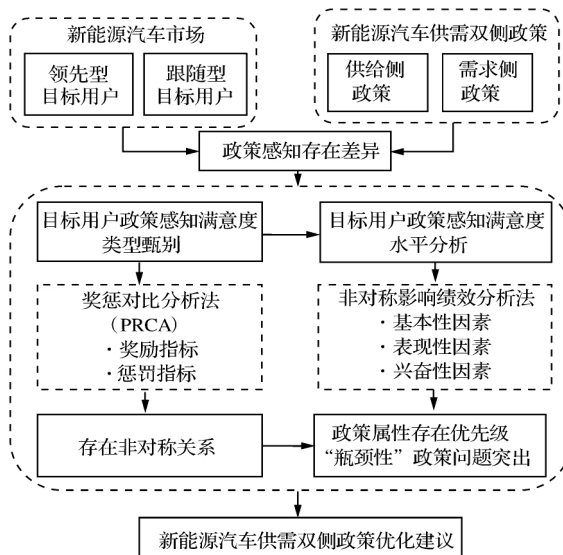 新能源汽车市场
领先型
目标用户
跟随型
目标用户
新能源汽车供需双侧政策
供给侧
政策
需求侧
政策
政策感知存在差异
目标用户政策感知满意度
类型甄别
目标用户政策感知满意度
水平分析
奖惩对比分析法
(PRCA)
·奖励指标
·惩罚指标
非对称影响绩效分析法
·基本性因素
·表现性因素
·兴奋性因素
存在非对称关系
政策属性存在优先级
“瓶颈性”政策问题突出
新能源汽车供需双侧政策优化建议